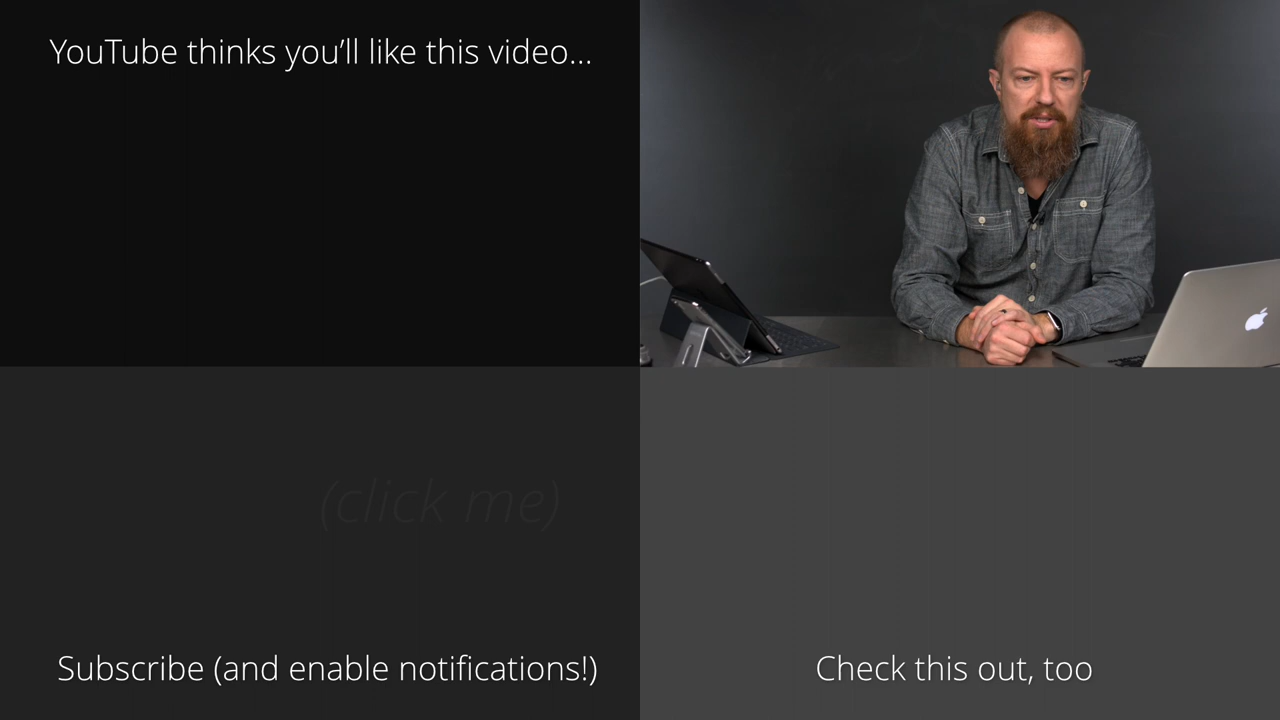 YouTube thinks you’ll like this video...
(click me)
Subscribe (and enable notifications!)
Check this out, too